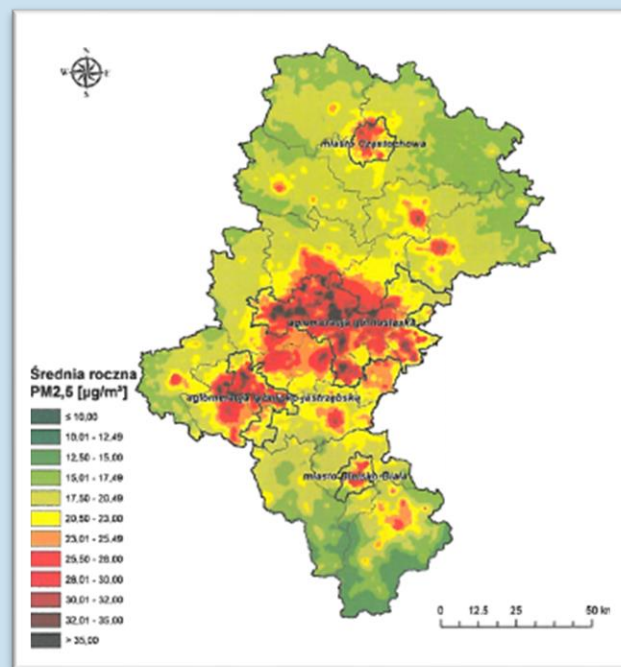 N
W E
S
miasto Częstochowa
aglomeracja górnośląska
aglomeracja rybnicko-jastrzębska
miasto Bielsko-Biała
Średnia roczna
PM2,5 [µg/m³]
≤ 10,00
10,01 - 12,49
12,50 - 15,00
15,01 - 17,49
17,50 - 20,49
20,50 - 23,00
23,01 - 25,49
25,50 - 28,00
28,01 - 30,00
30,01 - 32,00
32,01 - 35,00
> 35,00
0 12,5 25 50 kr